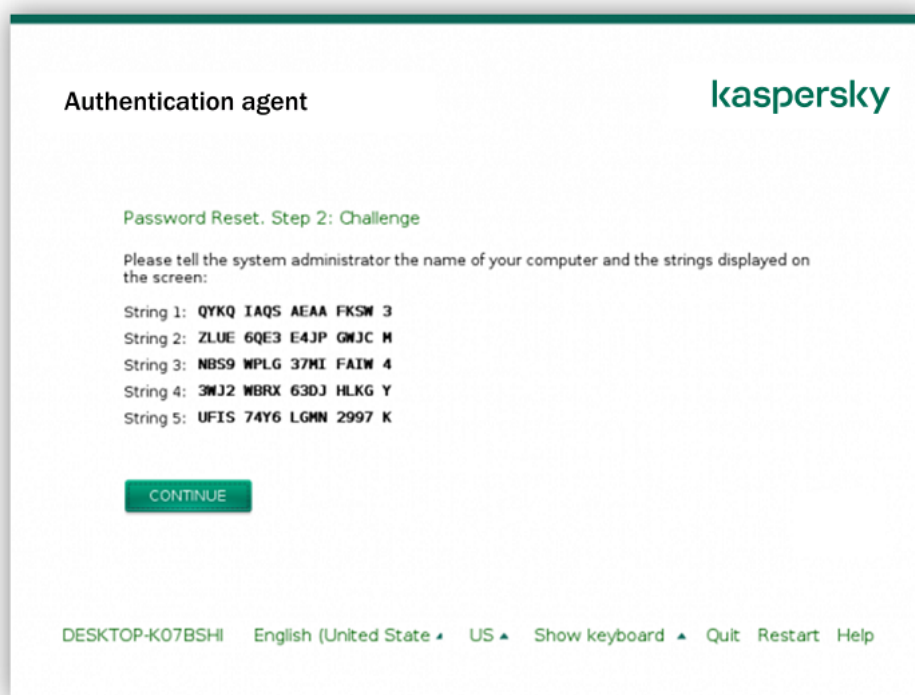 Authentication agent
kaspersky
Password Reset. Step 2: Challenge
Please tell the system administrator the name of your computer and the strings displayed on
the screen:
String 1: QYKQ IAQS AEAA FKSW 3
String 2: ZLUE 6QE3 E4JP GWJC M
String 3: NBS9 WPLG 37MI FAIW 4
String 4: 3WJ2 WBRX 63DJ HLKG Y
String 5: UFIS 74Y6 LGMN 2997 K
CONTINUE
DESKTOP-K07BSHI English (United State US Show keyboard Quit Restart Help